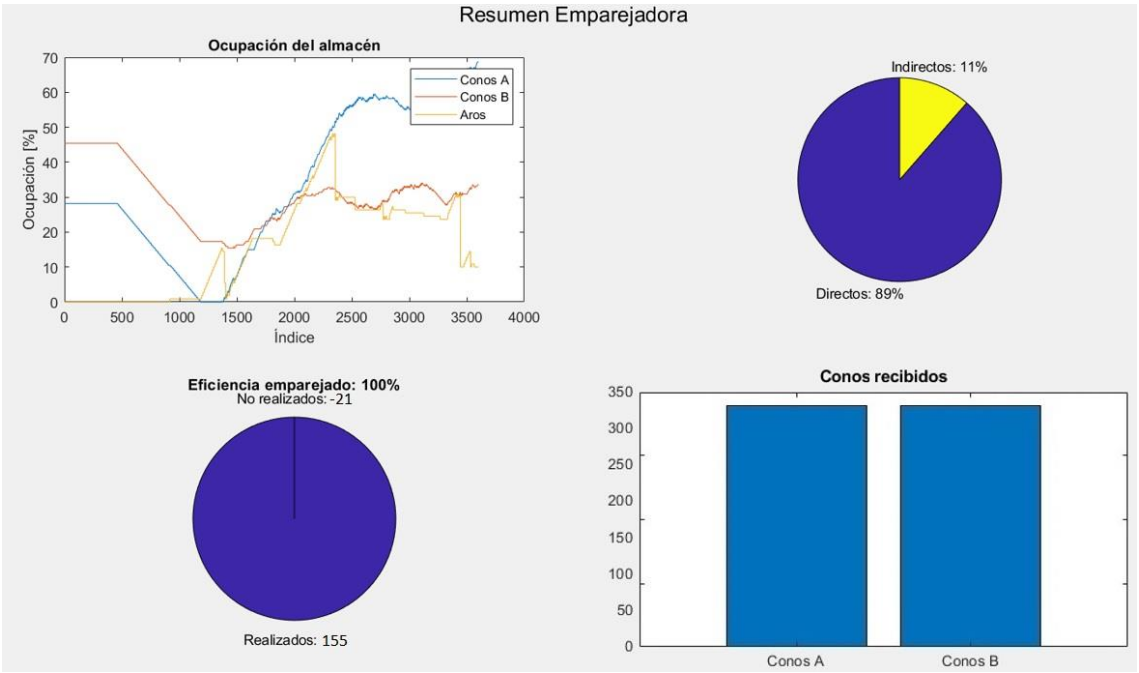 Resumen Emparejadora
Ocupación del almacén
Ocupación [%]
70
60
50
40
30
20
10
0
0 500 1000 1500 2000 2500 3000 3500 4000
Índice
Conos A
Conos B
Aros
Indirectos: 11%
Directos: 89%
Eficiencia emparejado: 100%
No realizados: -21
Realizados: 155
Conos recibidos
350
300
250
200
150
100
50
0
Conos A Conos B